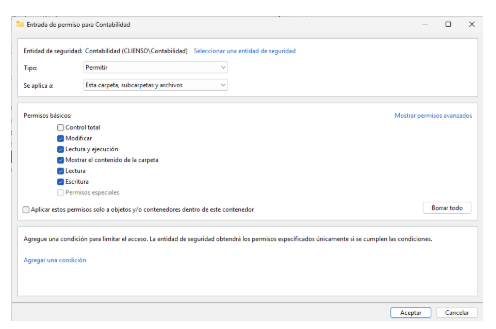 Entrada de permiso para Contabilidad
Entidad de seguridad: Contabilidad (CLIENSO\Contabilidad) Seleccionar una entidad de seguridad
Tipo: Permitir
Se aplica a: Esta carpeta, subcarpetas y archivos
Permisos básicos: Mostrar permisos avanzados
Control total
Modificar
Lectura y ejecución
Mostrar el contenido de la carpeta
Lectura
Escritura
Permisos especiales
Aplicar estos permisos solo a objetos y/o contenedores dentro de este contenedor
Borrar todo
Agregue una condición para limitar el acceso. La entidad de seguridad obtendrá los permisos especificados únicamente si se cumplen las condiciones.
Agregar una condición
Aceptar Cancelar